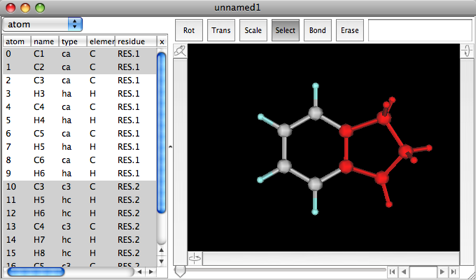 unnamed1
atom
Rot Trans Scale Select Bond Erase
atom name type elemen residue x
0 C1 ca C RES.1
1 C2 ca C RES.1
2 C3 ca C RES.1
3 H3 ha H RES.1
4 C4 ca C RES.1
5 H4 ha H RES.1
6 C5 ca C RES.1
7 H5 ha H RES.1
8 C6 ca C RES.1
9 H6 ha H RES.1
10 C3 c3 C RES.2
11 H5 hc H RES.2
12 H6 hc H RES.2
13 C4 c3 C RES.2
14 H7 hc H RES.2
15 H8 hc H RES.2
16 C5 c3 C RES.2